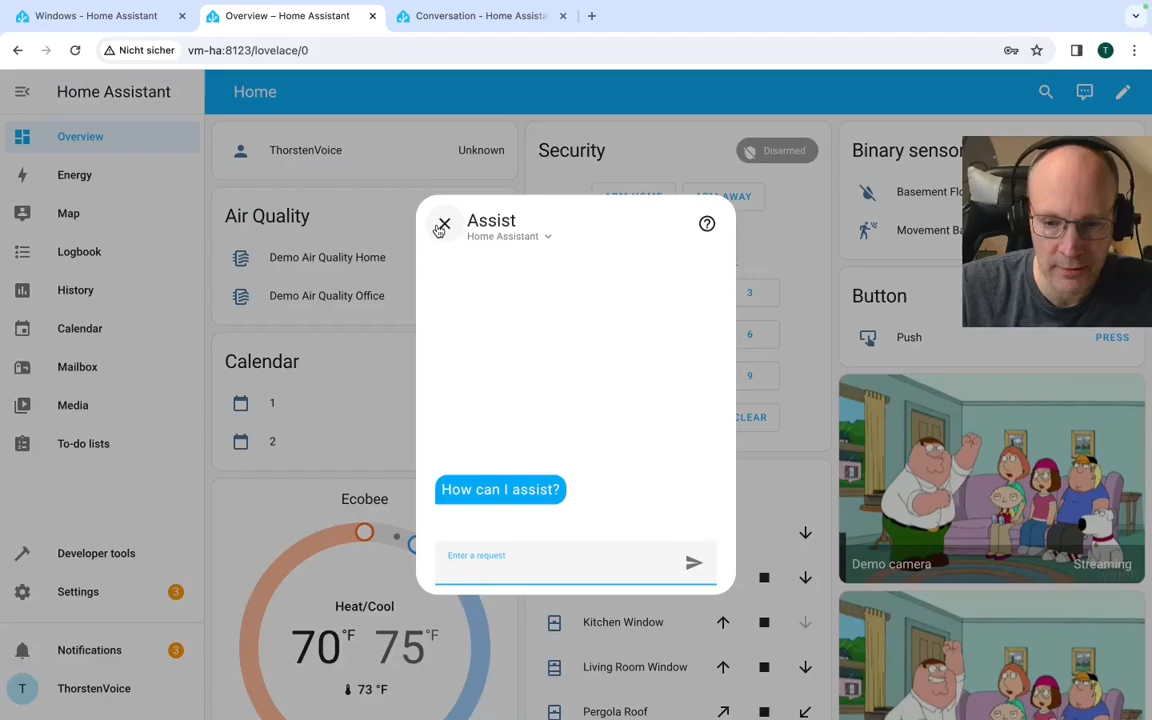 Windows - Home Assistant
Overview – Home Assistant
Conversation - Home Assista
Nicht sicher
vm-ha:8123/lovelace/0
T
Home Assistant
Home
Overview
Energy
Map
Logbook
History
Calendar
Mailbox
Media
To-do lists
Developer tools
Settings
3
Notifications
3
T
ThorstenVoice
ThorstenVoice
Unknown
Air Quality
Demo Air Quality Home
Demo Air Quality Office
Calendar
1
2
Ecobee
Heat/Cool
70 °F
75 °F
73 °F
Security
Disarmed
ARM HOME
ARM AWAY
3
6
9
CLEAR
Assist
Home Assistant
How can I assist?
Enter a request
Kitchen Window
Living Room Window
Pergola Roof
Binary sensor
Basement Flo
Movement Ba
Button
Push
PRESS
Demo camera
Streaming